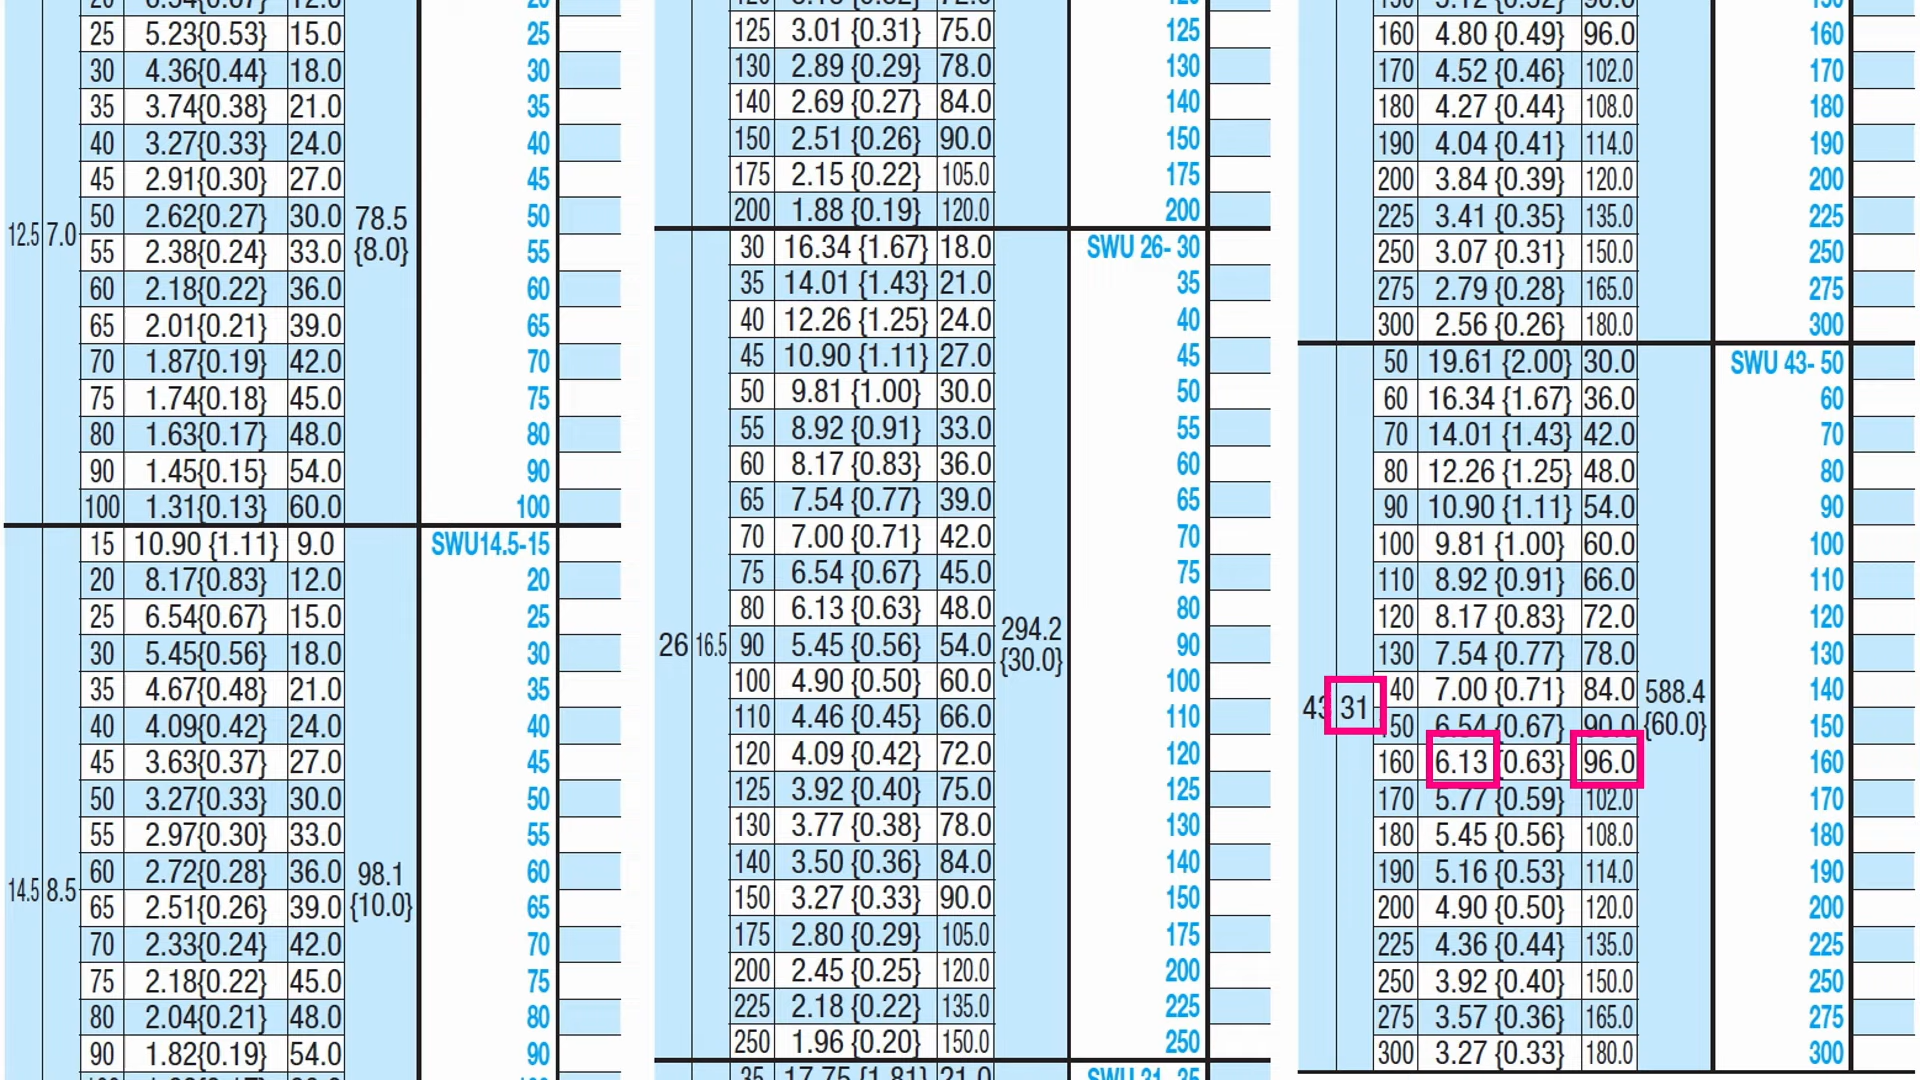 25 5.23{0.53} 15.0 25
30 4.36{0.44} 18.0 30
35 3.74{0.38} 21.0 35
40 3.27{0.33} 24.0 40
45 2.91{0.30} 27.0 45
50 2.62{0.27} 30.0 78.5 50
12.5 7.0 55 2.38{0.24} 33.0 {8.0} 55
60 2.18{0.22} 36.0 60
65 2.01{0.21} 39.0 65
70 1.87{0.19} 42.0 70
75 1.74{0.18} 45.0 75
80 1.63{0.17} 48.0 80
90 1.45{0.15} 54.0 90
100 1.31{0.13} 60.0 100
15 10.90 {1.11} 9.0 SWU14.5-15
20 8.17{0.83} 12.0 20
25 6.54{0.67} 15.0 25
30 5.45{0.56} 18.0 30
35 4.67{0.48} 21.0 35
40 4.09{0.42} 24.0 40
45 3.63{0.37} 27.0 45
50 3.27{0.33} 30.0 50
55 2.97{0.30} 33.0 55
60 2.72{0.28} 36.0 98.1 60
14.5 8.5 65 2.51{0.26} 39.0 {10.0} 65
70 2.33{0.24} 42.0 70
75 2.18{0.22} 45.0 75
80 2.04{0.21} 48.0 80
90 1.82{0.19} 54.0 90
125 3.01 {0.31} 75.0 125
130 2.89 {0.29} 78.0 130
140 2.69 {0.27} 84.0 140
150 2.51 {0.26} 90.0 150
175 2.15 {0.22} 105.0 175
200 1.88 {0.19} 120.0 200
30 16.34 {1.67} 18.0 SWU 26- 30
35 14.01 {1.43} 21.0 35
40 12.26 {1.25} 24.0 40
45 10.90 {1.11} 27.0 45
50 9.81 {1.00} 30.0 50
55 8.92 {0.91} 33.0 55
60 8.17 {0.83} 36.0 60
65 7.54 {0.77} 39.0 65
70 7.00 {0.71} 42.0 70
75 6.54 {0.67} 45.0 75
80 6.13 {0.63} 48.0 294.2 80
26 16.5 90 5.45 {0.56} 54.0 {30.0} 90
100 4.90 {0.50} 60.0 100
110 4.46 {0.45} 66.0 110
120 4.09 {0.42} 72.0 120
125 3.92 {0.40} 75.0 125
130 3.77 {0.38} 78.0 130
140 3.50 {0.36} 84.0 140
150 3.27 {0.33} 90.0 150
175 2.80 {0.29} 105.0 175
200 2.45 {0.25} 120.0 200
225 2.18 {0.22} 135.0 225
250 1.96 {0.20} 150.0 250
35 17.75 {1.81} 21.0 SWU 31- 35
160 4.80 {0.49} 96.0 160
170 4.52 {0.46} 102.0 170
180 4.27 {0.44} 108.0 180
190 4.04 {0.41} 114.0 190
200 3.84 {0.39} 120.0 200
225 3.41 {0.35} 135.0 225
250 3.07 {0.31} 150.0 250
275 2.79 {0.28} 165.0 275
300 2.56 {0.26} 180.0 300
50 19.61 {2.00} 30.0 SWU 43- 50
60 16.34 {1.67} 36.0 60
70 14.01 {1.43} 42.0 70
80 12.26 {1.25} 48.0 80
90 10.90 {1.11} 54.0 90
100 9.81 {1.00} 60.0 100
110 8.92 {0.91} 66.0 110
120 8.17 {0.83} 72.0 120
130 7.54 {0.77} 78.0 130
43 31 40 7.00 {0.71} 84.0 588.4 140
50 6.54 {0.67} 90.0 {60.0} 150
160 6.13 {0.63} 96.0 160
170 5.77 {0.59} 102.0 170
180 5.45 {0.56} 108.0 180
190 5.16 {0.53} 114.0 190
200 4.90 {0.50} 120.0 200
225 4.36 {0.44} 135.0 225
250 3.92 {0.40} 150.0 250
275 3.57 {0.36} 165.0 275
300 3.27 {0.33} 180.0 300